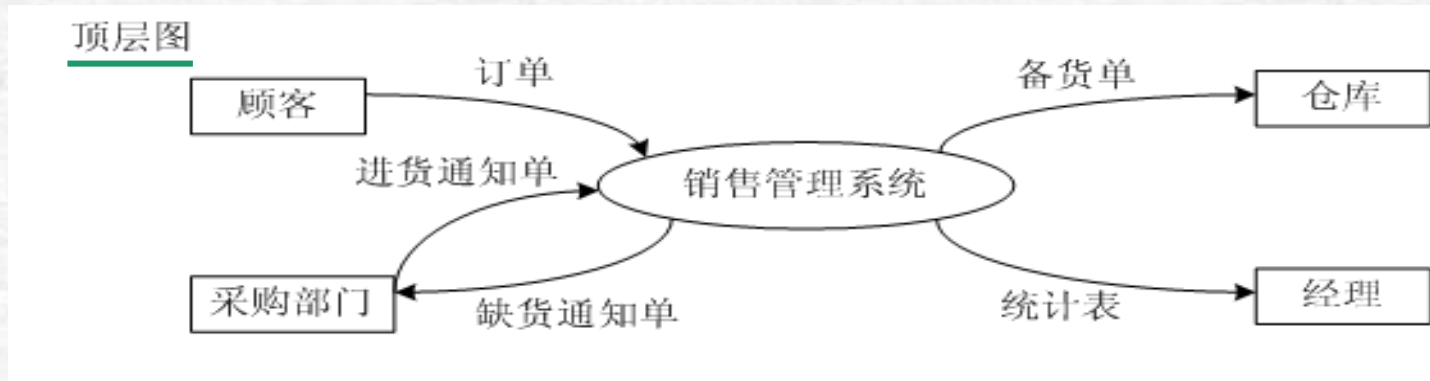 顶层图
订单
备货单
顾客
仓库
进货通知单
销售管理系统
采购部门
缺货通知单
统计表
经理